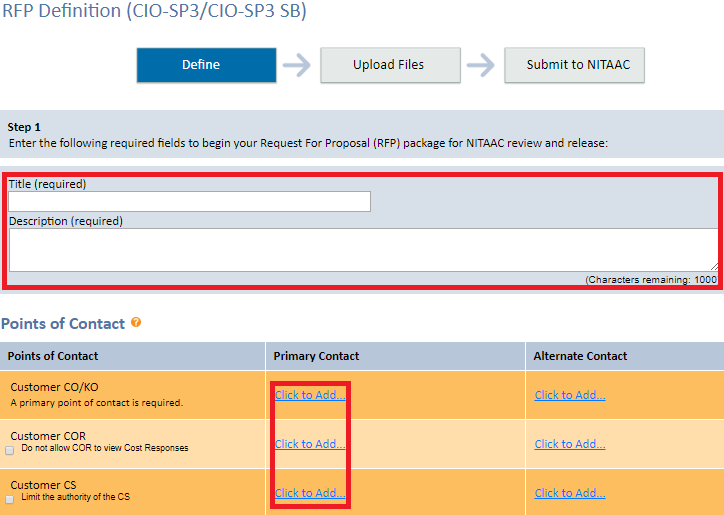 RFP Definition (CIO-SP3/CIO-SP3 SB)
Define
Upload Files
Submit to NITAAC
Step 1
Enter the following required fields to begin your Request For Proposal (RFP) package for NITAAC review and release:
Title (required)
Description (required)
(Characters remaining: 1000
Points of Contact ?
Points of Contact
Primary Contact
Alternate Contact
Customer CO/KO
A primary point of contact is required.
Click to Add...
Click to Add...
Customer COR
Do not allow COR to view Cost Responses
Click to Add...
Click to Add...
Customer CS
Limit the authority of the CS
Click to Add...
Click to Add...